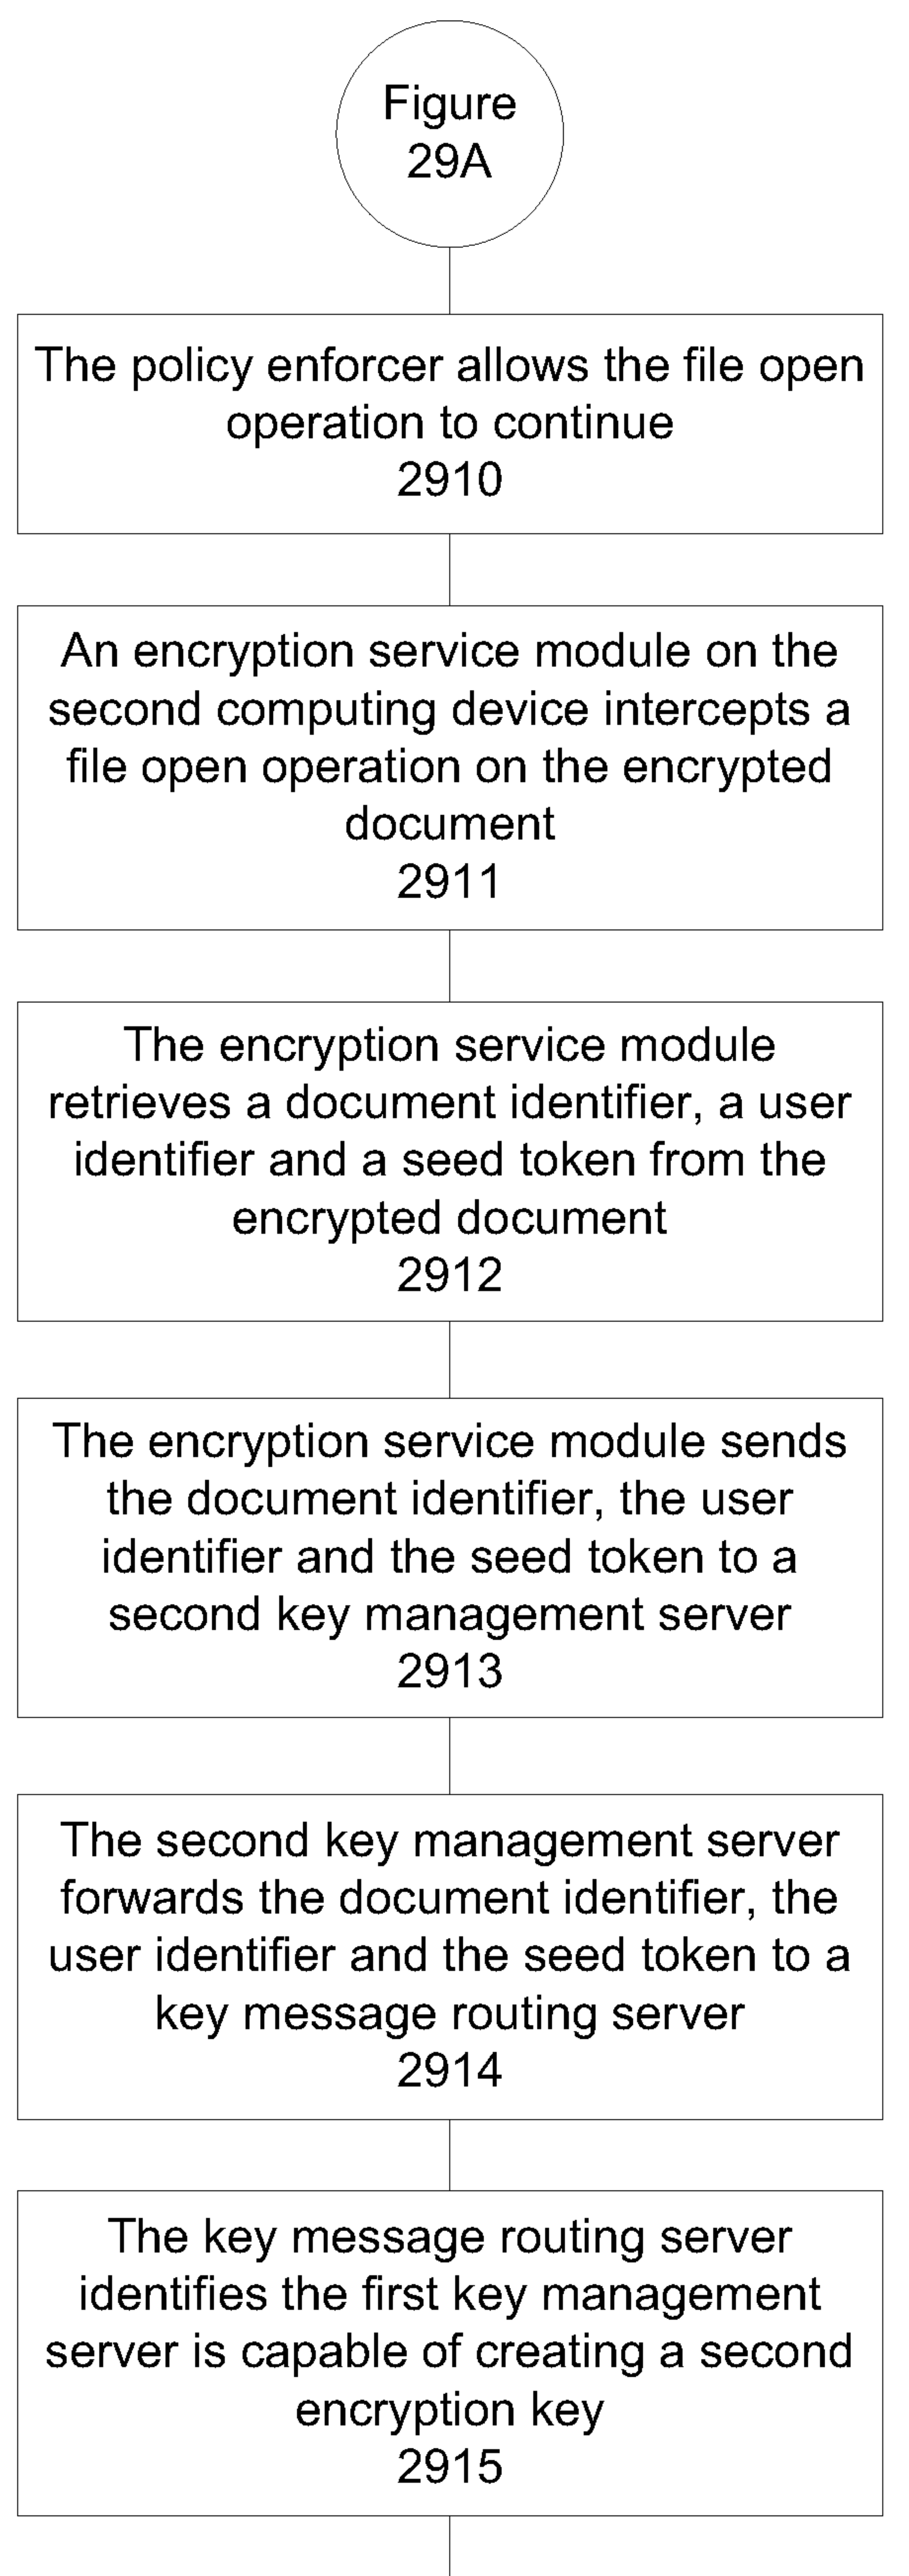 Figure
29A
The policy enforcer allows the file open
operation to continue
2910
An encryption service module on the
second computing device intercepts a
file open operation on the encrypted
document
2911
The encryption service module
retrieves a document identifier, a user
identifier and a seed token from the
encrypted document
2912
The encryption service module sends
the document identifier, the user
identifier and the seed token to a
second key management server
2913
The second key management server
forwards the document identifier, the
user identifier and the seed token to a
key message routing server
2914
The key message routing server
identifies the first key management
server is capable of creating a second
encryption key
2915